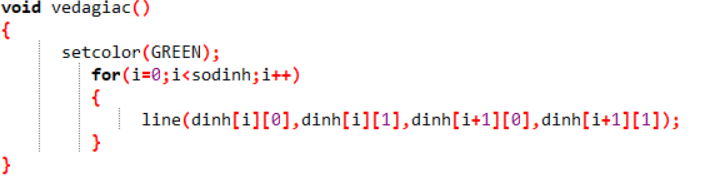 void vedagiac()
{
setcolor(GREEN);
for(i=0;i<sodinh;i++)
{
line(dinh[i][0],dinh[i][1],dinh[i+1][0],dinh[i+1][1]);
}
}